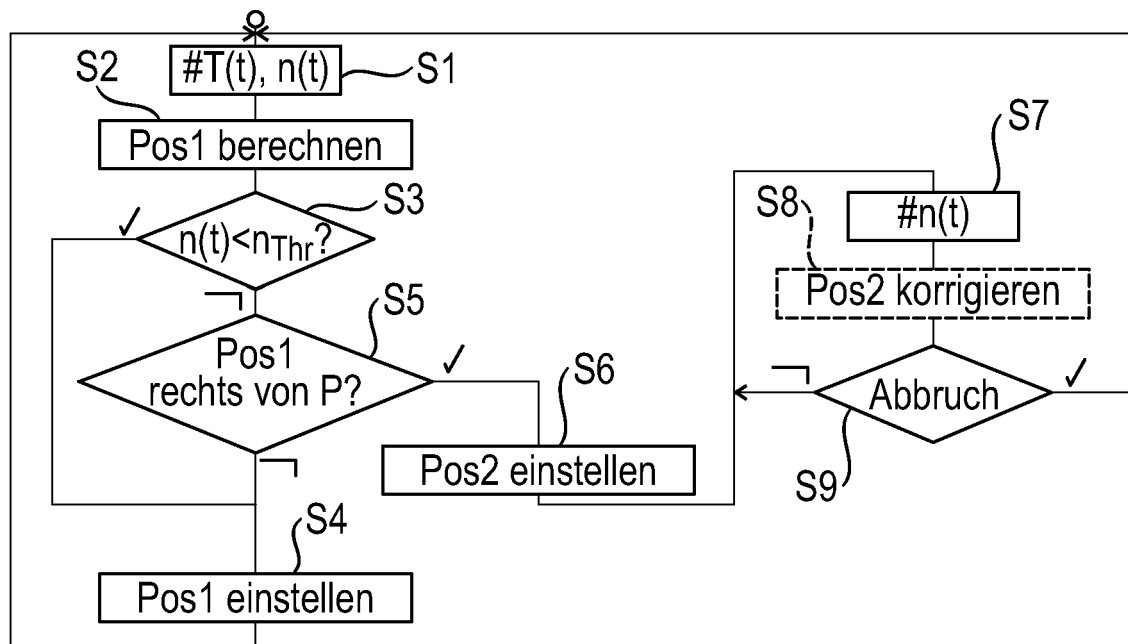 #T(t), n(t)
S1
S2
Pos1 berechnen
S3
n(t)<nThr?
S5
Pos1
rechts von P?
S6
Pos2 einstellen
S4
Pos1 einstellen
S7
#n(t)
S8
Pos2 korrigieren
Abbruch
S9